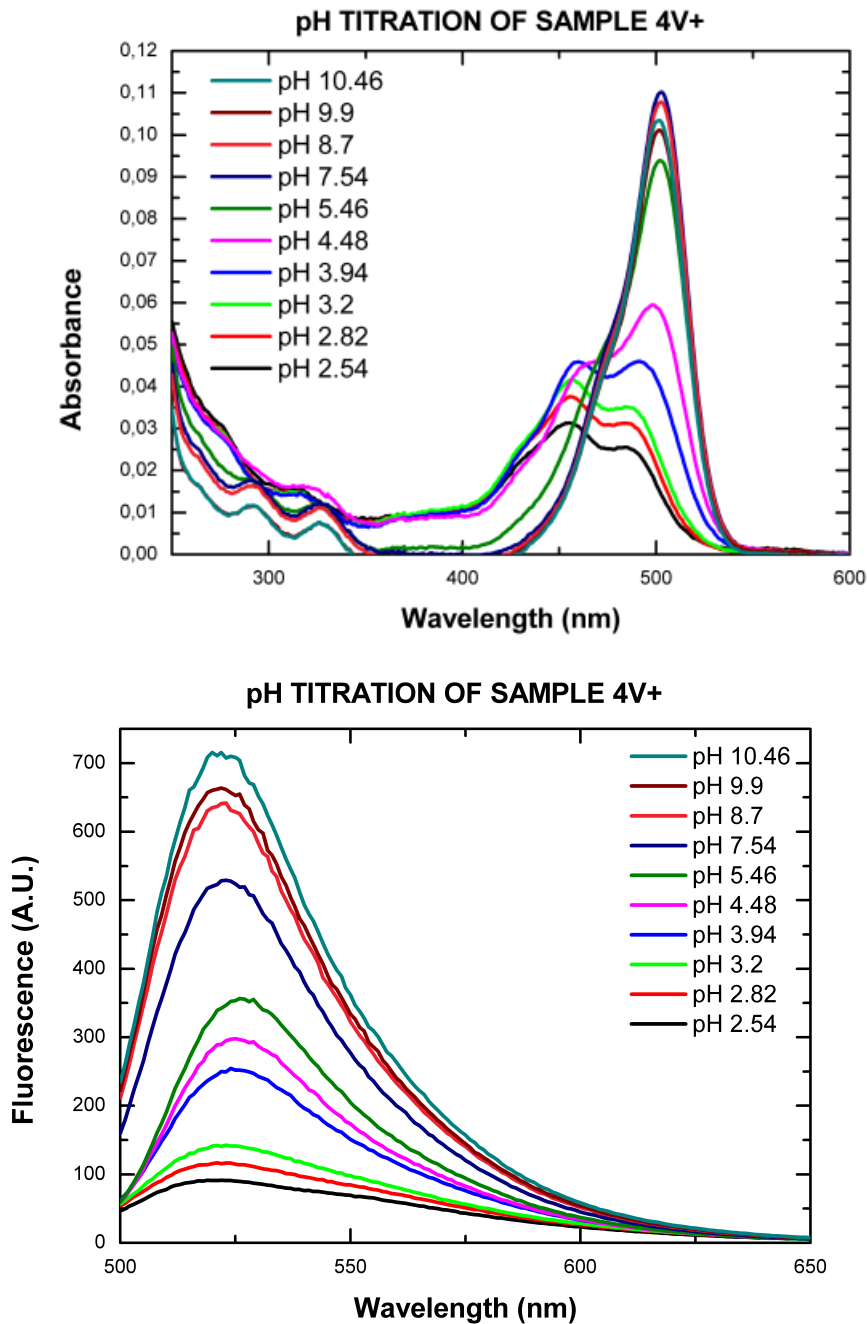 pH TITRATION OF SAMPLE 4V+
0,12
0,11
0,10
0,09
0,08
0,07
0,06
0,05
0,04
0,03
0,02
0,01
0,00
Absorbance
pH 10.46
pH 9.9
pH 8.7
pH 7.54
pH 5.46
pH 4.48
pH 3.94
pH 3.2
pH 2.82
pH 2.54
300
400
500
600
Wavelength (nm)
pH TITRATION OF SAMPLE 4V+
700
600
500
400
300
200
100
0
Fluorescence (A.U.)
pH 10.46
pH 9.9
pH 8.7
pH 7.54
pH 5.46
pH 4.48
pH 3.94
pH 3.2
pH 2.82
pH 2.54
500
550
600
650
Wavelength (nm)